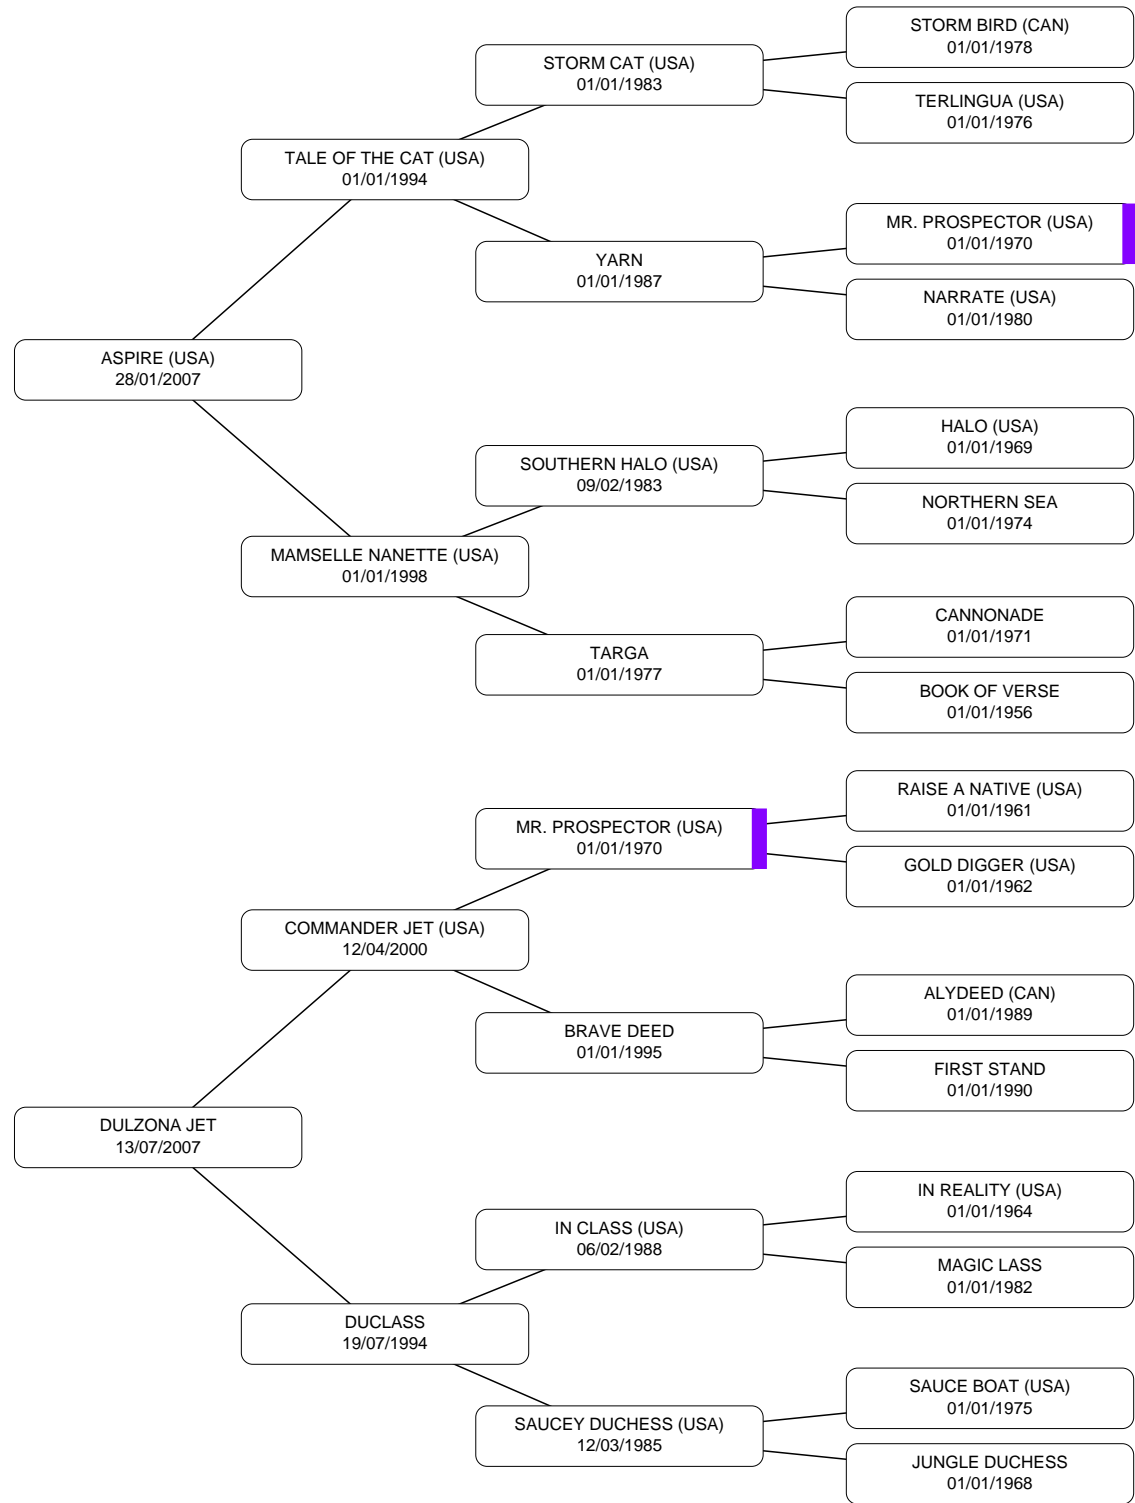 STORM BIRD (CAN)
01/01/1978
STORM CAT (USA)
01/01/1983
TERLINGUA (USA)
01/01/1976
TALE OF THE CAT (USA)
01/01/1994
MR. PROSPECTOR (USA)
01/01/1970
YARN
01/01/1987
NARRATE (USA)
01/01/1980
ASPIRE (USA)
28/01/2007
HALO (USA)
01/01/1969
SOUTHERN HALO (USA)
09/02/1983
NORTHERN SEA
01/01/1974
MAMSELLE NANETTE (USA)
01/01/1998
CANNONADE
01/01/1971
TARGA
01/01/1977
BOOK OF VERSE
01/01/1956
RAISE A NATIVE (USA)
01/01/1961
MR. PROSPECTOR (USA)
01/01/1970
GOLD DIGGER (USA)
01/01/1962
COMMANDER JET (USA)
12/04/2000
ALYDEED (CAN)
01/01/1989
BRAVE DEED
01/01/1995
FIRST STAND
01/01/1990
DULZONA JET
13/07/2007
IN REALITY (USA)
01/01/1964
IN CLASS (USA)
06/02/1988
MAGIC LASS
01/01/1982
DUCLASS
19/07/1994
SAUCE BOAT (USA)
01/01/1975
SAUCEY DUCHESS (USA)
12/03/1985
JUNGLE DUCHESS
01/01/1968